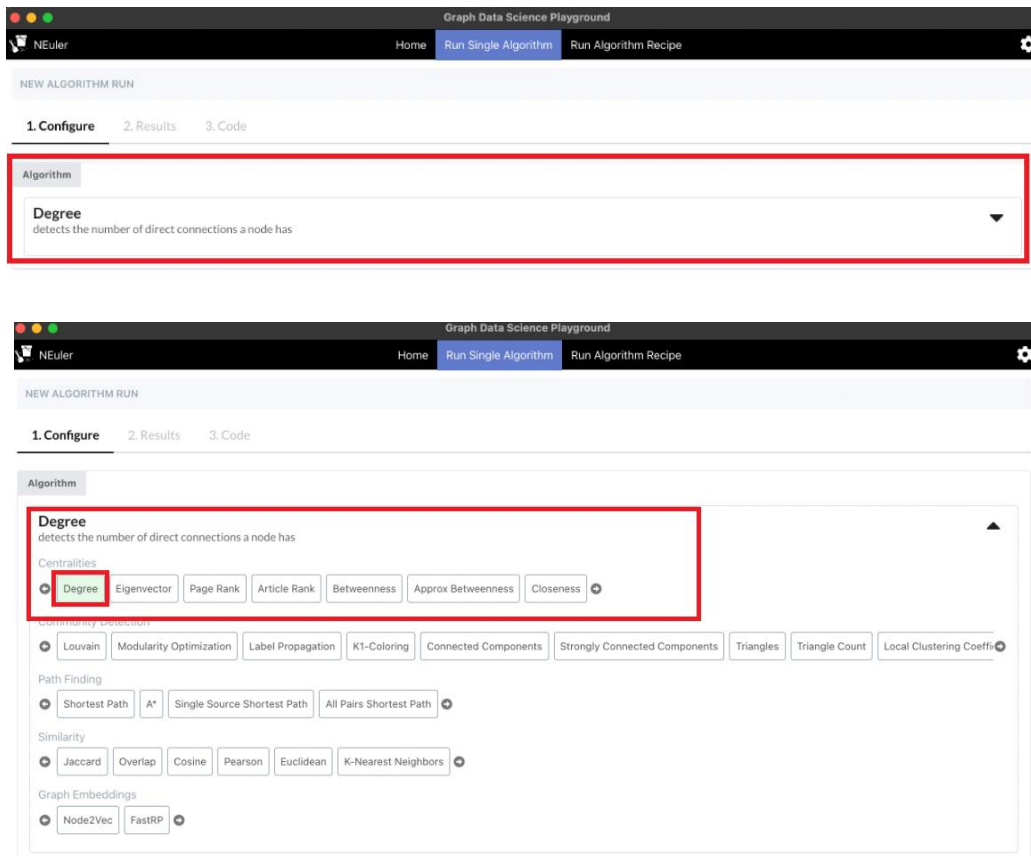 Graph Data Science Playground
NEuler Home Run Single Algorithm Run Algorithm Recipe
NEW ALGORITHM RUN
1. Configure 2. Results 3. Code
Algorithm
Degree
detects the number of direct connections a node has
Graph Data Science Playground
NEuler Home Run Single Algorithm Run Algorithm Recipe
NEW ALGORITHM RUN
1. Configure 2. Results 3. Code
Algorithm
Degree
detects the number of direct connections a node has
Centralities
Degree Eigenvector Page Rank Article Rank Betweenness Approx Betweenness Closeness
Community Detection
Louvain Modularity Optimization Label Propagation K1-Coloring Connected Components Strongly Connected Components Triangles Triangle Count Local Clustering Coeffi
Path Finding
Shortest Path A* Single Source Shortest Path All Pairs Shortest Path
Similarity
Jaccard Overlap Cosine Pearson Euclidean K-Nearest Neighbors
Graph Embeddings
Node2Vec FastRP